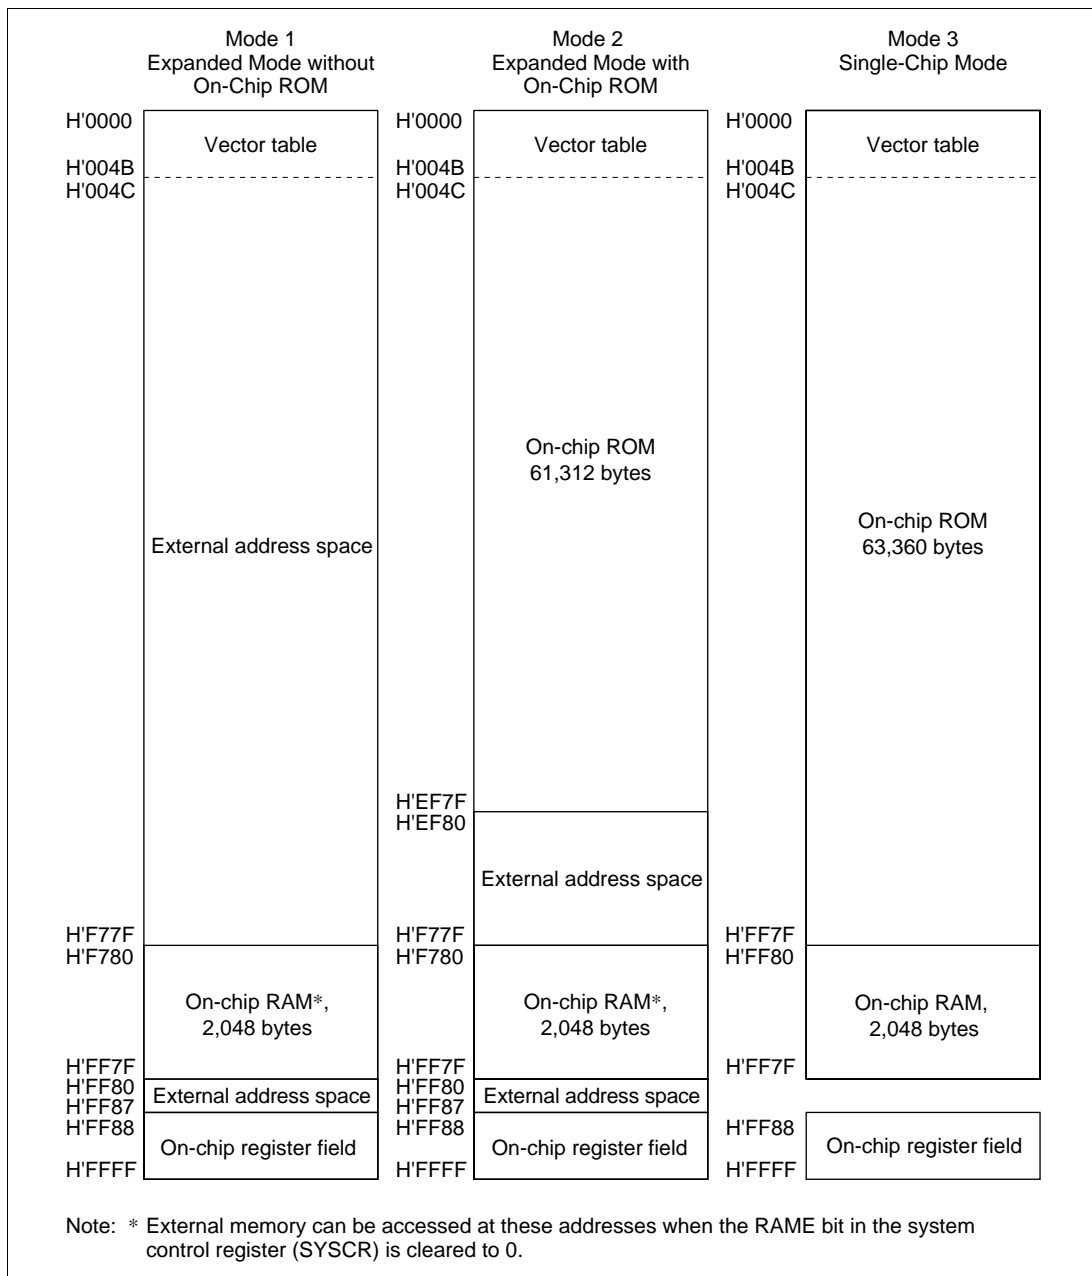 Mode 1
Expanded Mode without
On-Chip ROM
H'0000
Vector table
H'004B
H'004C
External address space
H'F77F
H'F780
On-chip RAM*,
2,048 bytes
H'FF7F
H'FF80
External address space
H'FF87
H'FF88
On-chip register field
H'FFFF
Mode 2
Expanded Mode with
On-Chip ROM
H'0000
Vector table
H'004B
H'004C
On-chip ROM
61,312 bytes
H'EF7F
H'EF80
External address space
H'F77F
H'F780
On-chip RAM*,
2,048 bytes
H'FF7F
H'FF80
External address space
H'FF87
H'FF88
On-chip register field
H'FFFF
Mode 3
Single-Chip Mode
H'0000
Vector table
H'004B
H'004C
On-chip ROM
63,360 bytes
H'FF7F
H'FF80
On-chip RAM,
2,048 bytes
H'FF7F
H'FF88
On-chip register field
H'FFFF
Note: * External memory can be accessed at these addresses when the RAME bit in the system
control register (SYSCR) is cleared to 0.